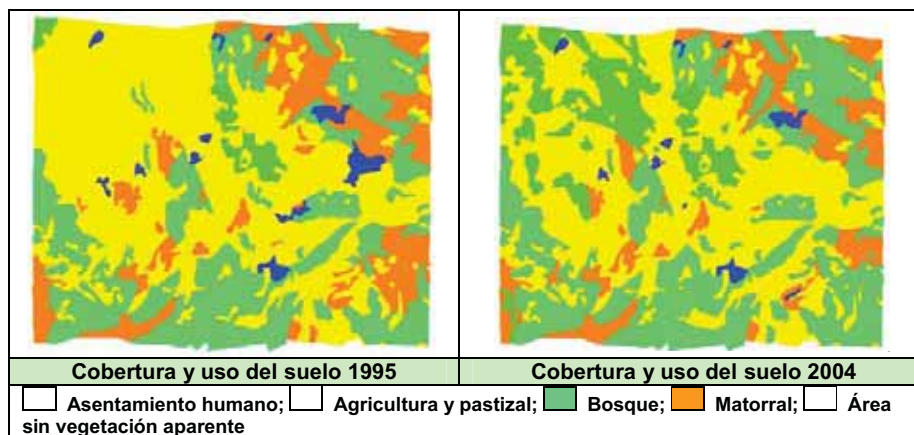 Cobertura y uso del suelo 1995
Cobertura y uso del suelo 2004
Asentamiento humano; Agricultura y pastizal; Bosque; Matorral; Área
sin vegetación aparente